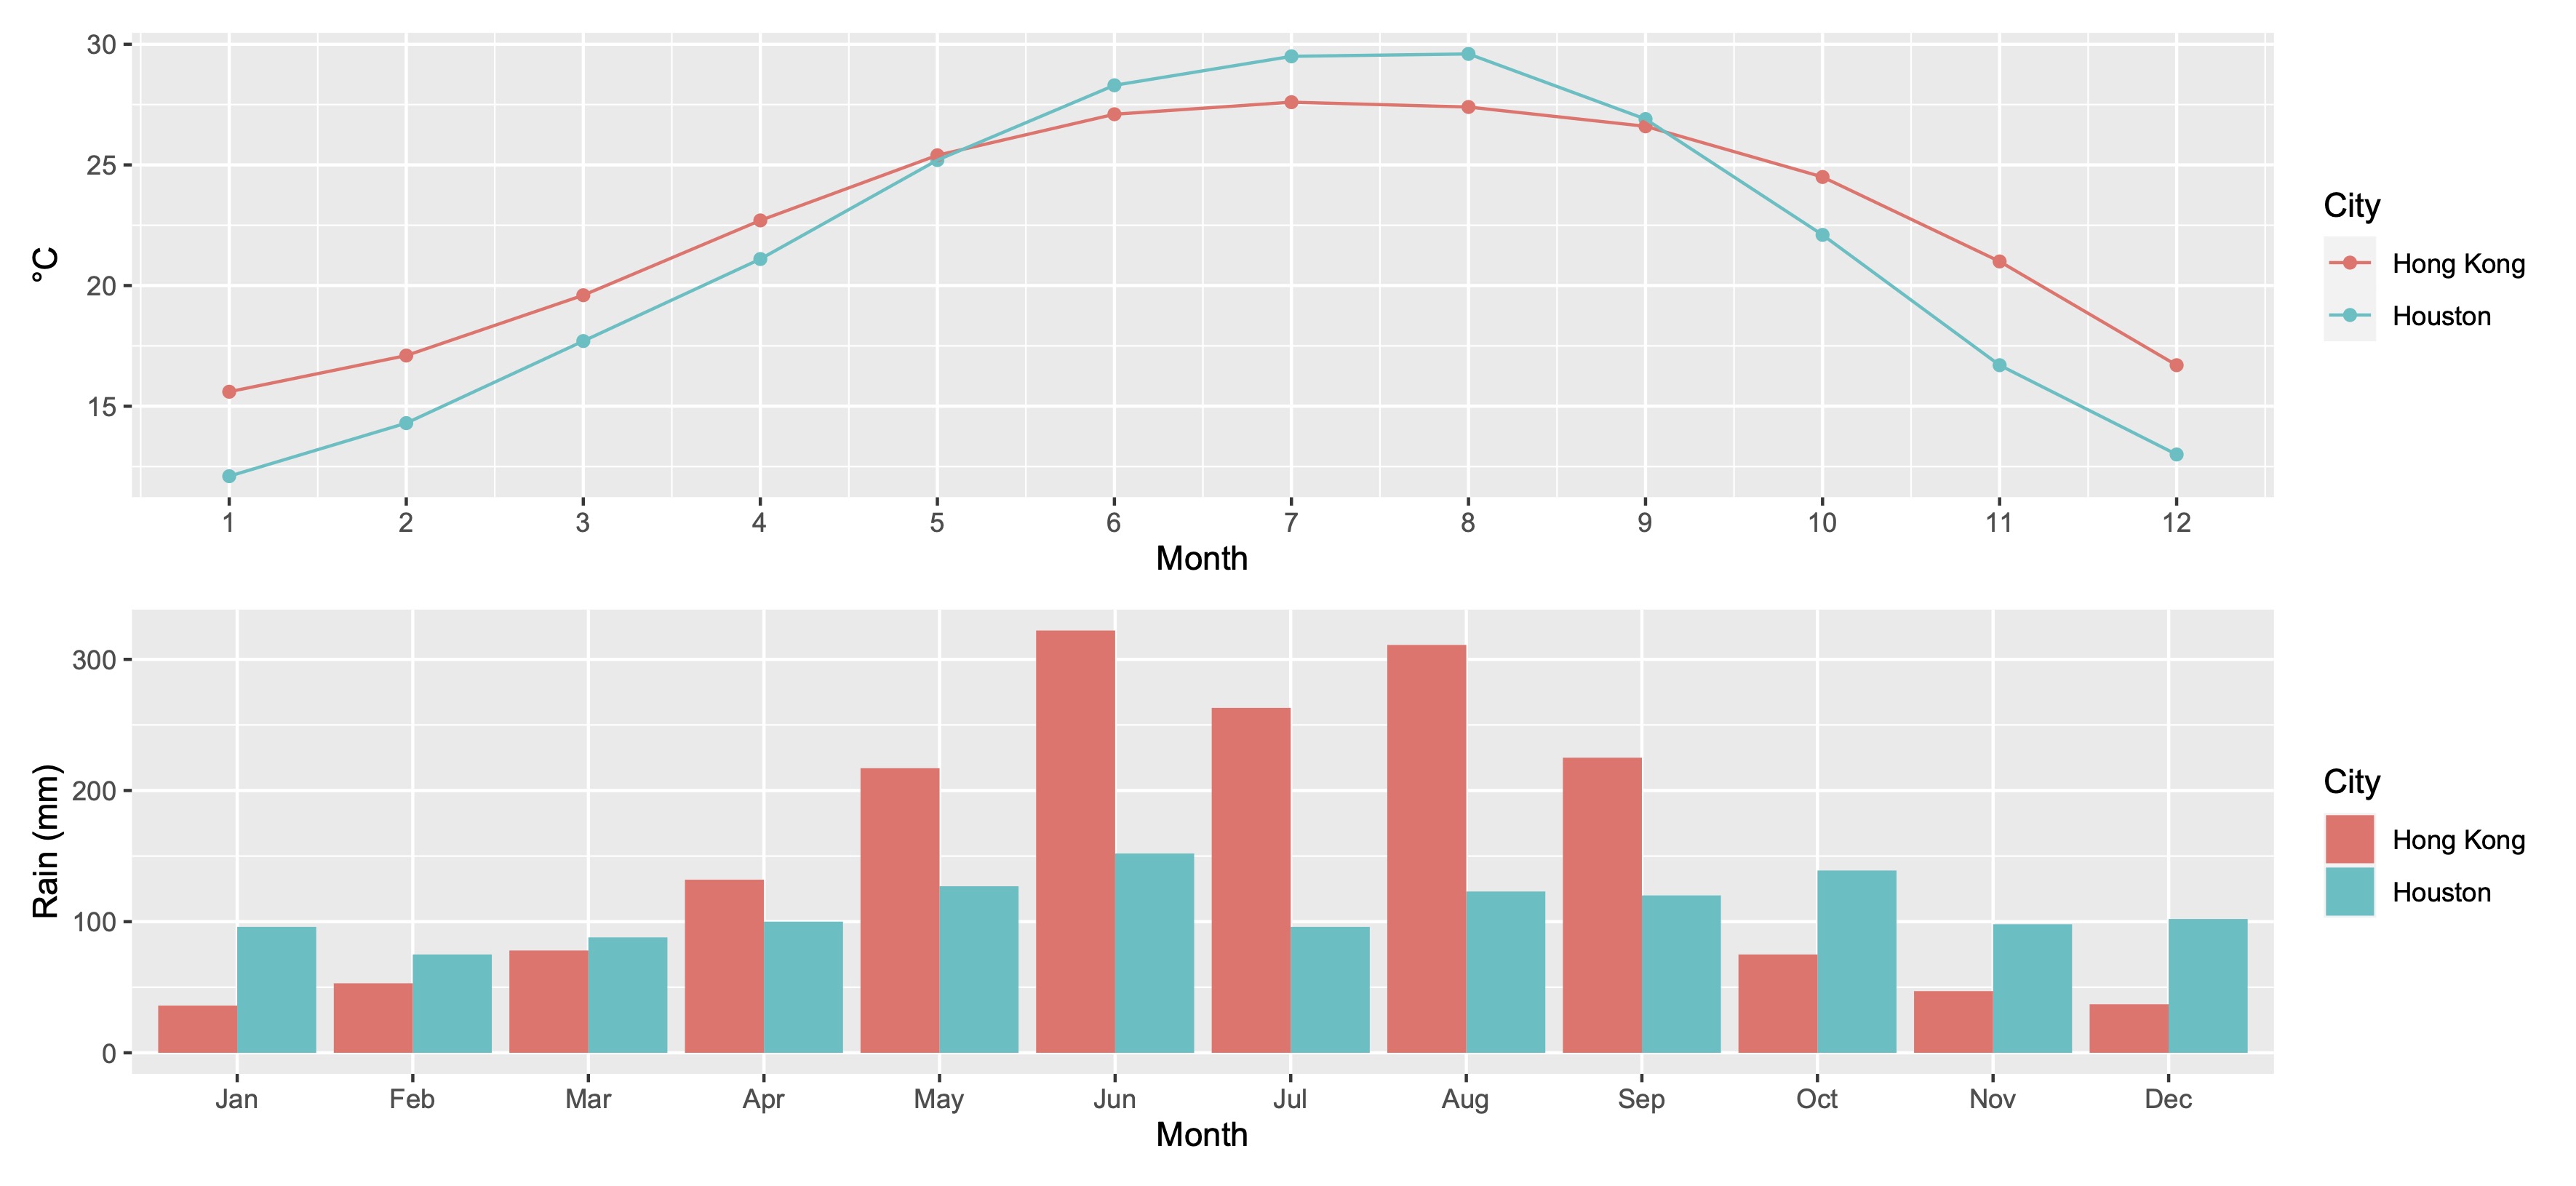 30
25
20
15
°C
1 2 3 4 5 6 7 8 9 10 11 12
Month
City
Hong Kong
Houston
300
200
100
0
Rain (mm)
Jan Feb Mar Apr May Jun Jul Aug Sep Oct Nov Dec
Month
City
Hong Kong
Houston